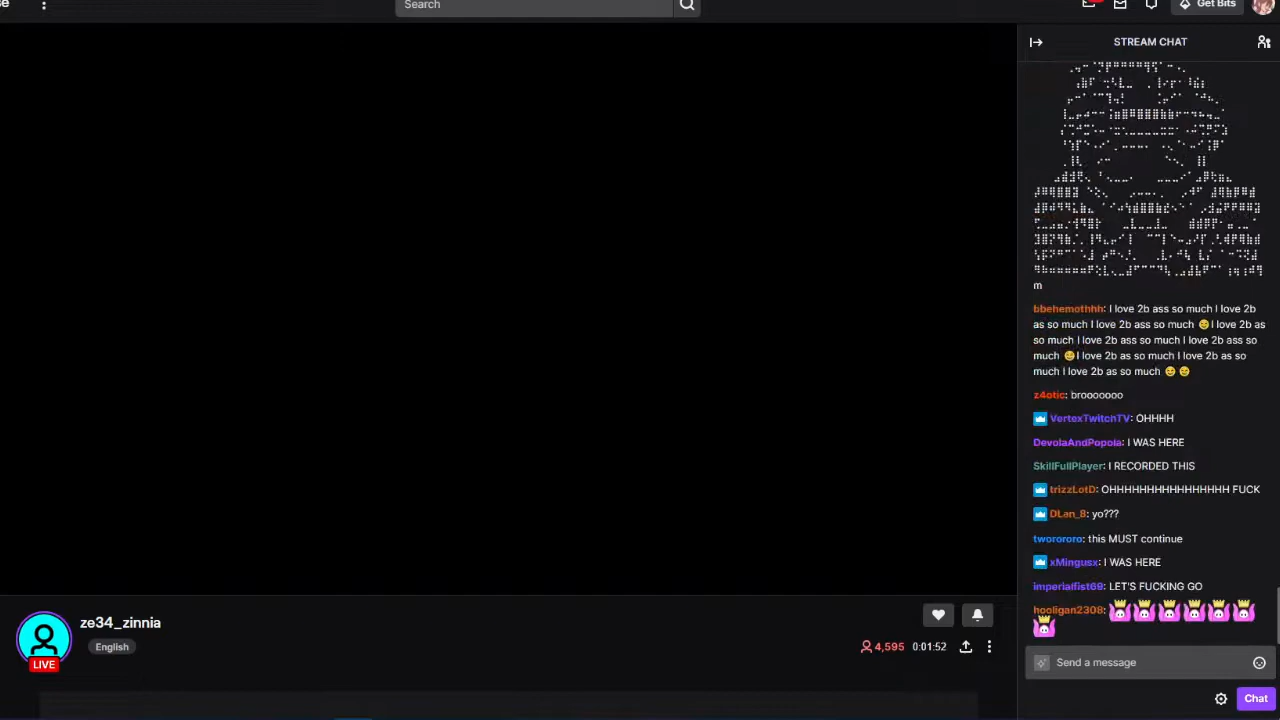 Search
Get Bits
STREAM CHAT
m
bbehemothhh: I love 2b ass so much I love 2b
as so much I love 2b ass so much 😊I love 2b as
so much I love 2b ass so much I love 2b ass so
much 😊I love 2b as so much I love 2b as so
much I love 2b as so much 😊 😑
z4otic: brooooooo
VertexTwitchTV: OHHHH
DevolaAndPopola: I WAS HERE
SkillFullPlayer: I RECORDED THIS
trizzLotD: OHHHHHHHHHHHHHHHH FUCK
DLan_8: yo???
tworororo: this MUST continue
xMingusx: I WAS HERE
imperialfist69: LET'S FUCKING GO
hooligan2308:
ze34_zinnia
English
LIVE
4,595 0:01:52
Send a message
Chat